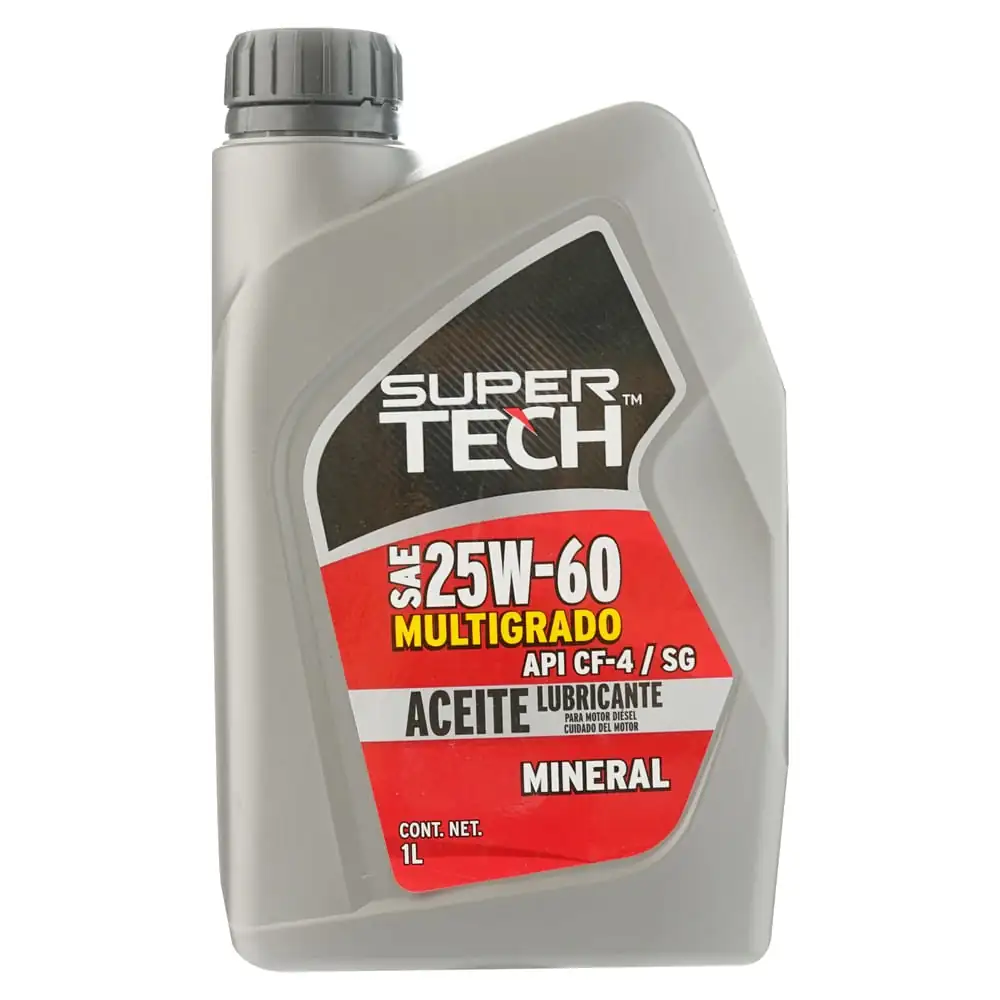 SUPER
TECH™
SAE 25W-60
MULTIGRADO
API CF-4 / SG
ACEITE LUBRICANTE
PARA MOTOR DIÉSEL
CUIDADO DEL MOTOR
MINERAL
CONT. NET.
1L